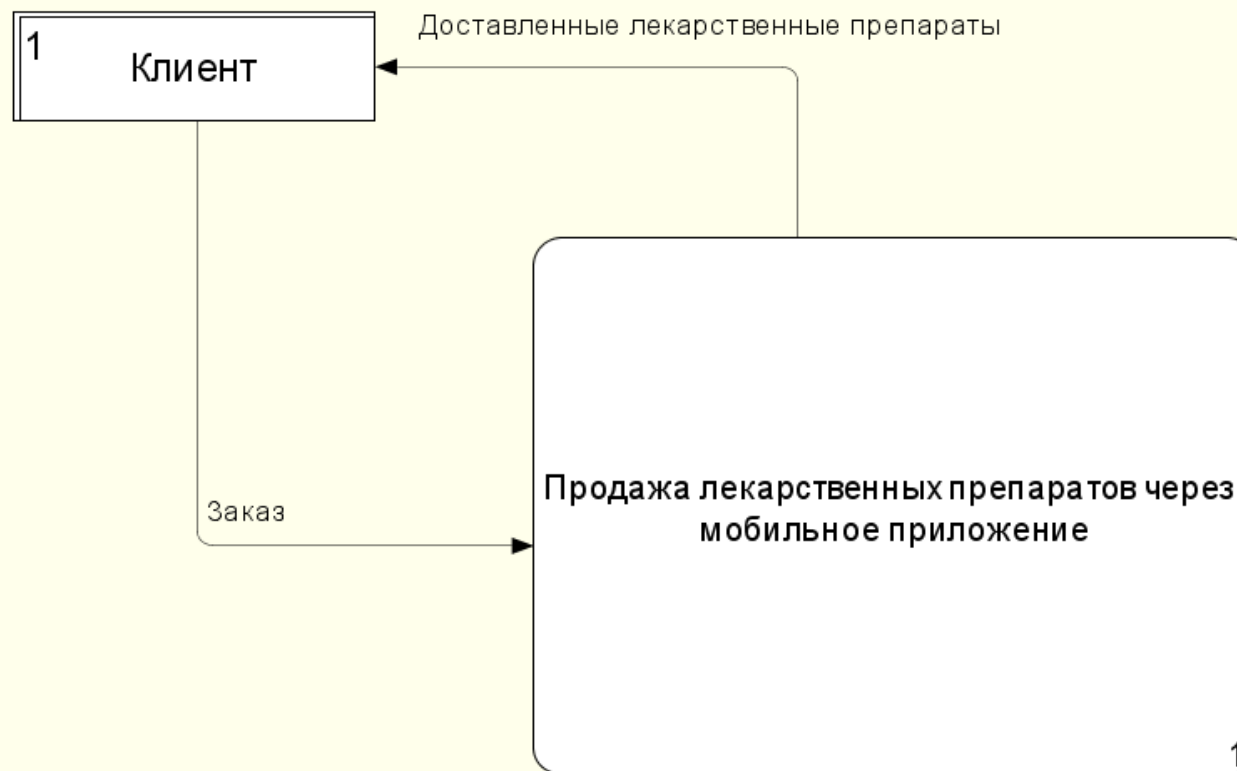 Доставленные лекарственные препараты
1
Клиент
Заказ
Продажа лекарственных препаратов через
мобильное приложение
1